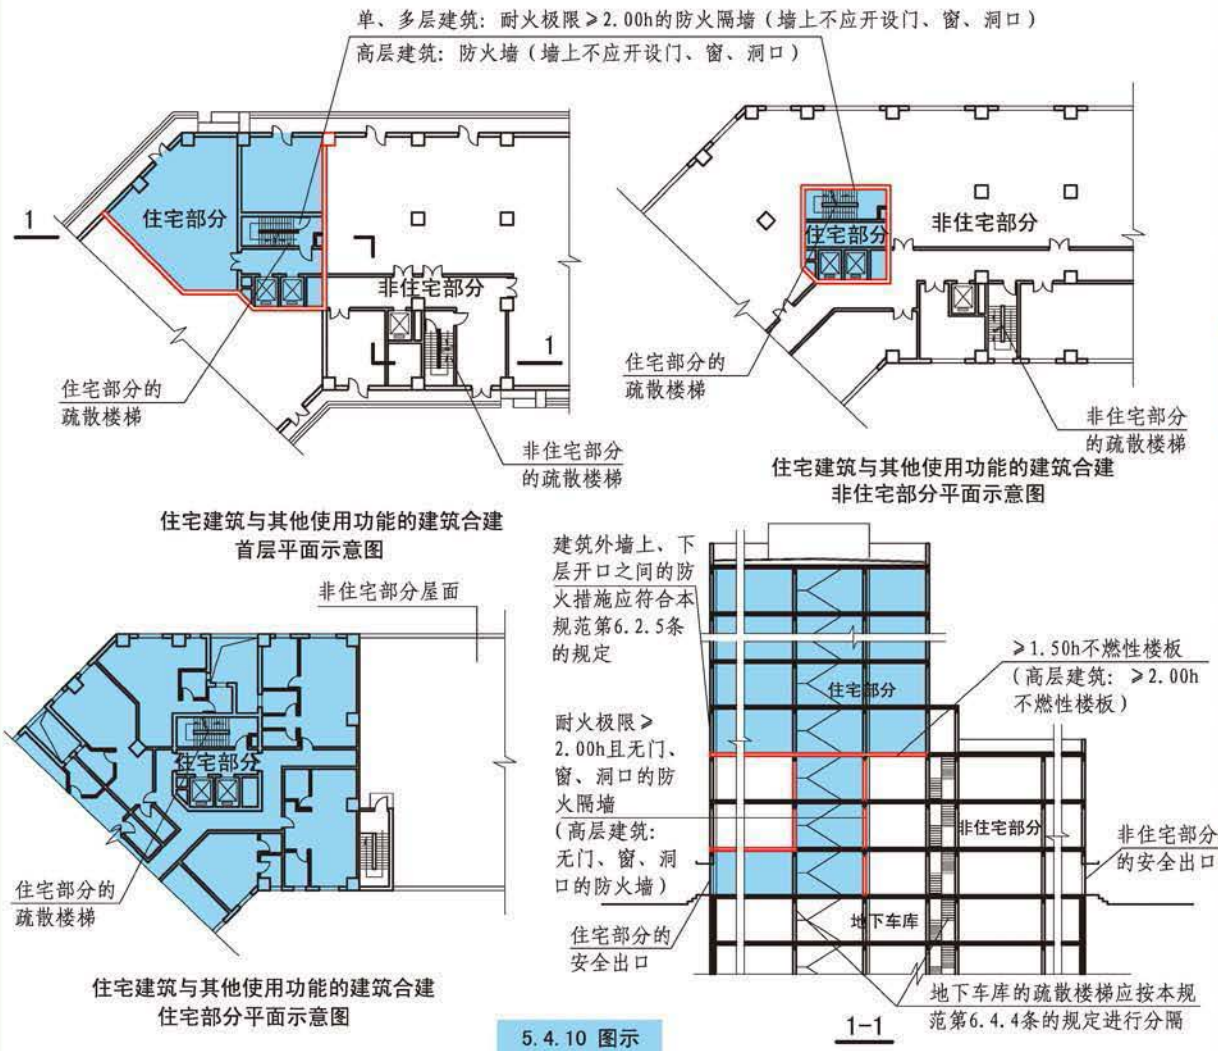 单、多层建筑: 耐火极限≥2.00h的防火隔墙(墙上不应开设门、窗、洞口)
高层建筑: 防火墙(墙上不应开设门、窗、洞口)
住宅部分
1
非住宅部分
1
住宅部分的
疏散楼梯
非住宅部分
的疏散楼梯
住宅建筑与其他使用功能的建筑合建
首层平面示意图
非住宅部分
住宅部分
住宅部分的
疏散楼梯
非住宅部分
的疏散楼梯
住宅建筑与其他使用功能的建筑合建
非住宅部分平面示意图
非住宅部分屋面
住宅部分
住宅部分的
疏散楼梯
住宅建筑与其他使用功能的建筑合建
住宅部分平面示意图
建筑外墙上、下
层开口之间的防
火措施应符合本
规范第6.2.5条
的规定
≥1.50h不燃性楼板
(高层建筑: ≥2.00h
不燃性楼板)
住宅部分
耐火极限≥
2.00h且无门、
窗、洞口的防
火隔墙
(高层建筑:
无门、窗、洞
口的防火墙)
非住宅部分
非住宅部分
的安全出口
地下车库
住宅部分的
安全出口
地下车库的疏散楼梯应按本规
范第6.4.4条的规定进行分隔
1-1
5.4.10 图示